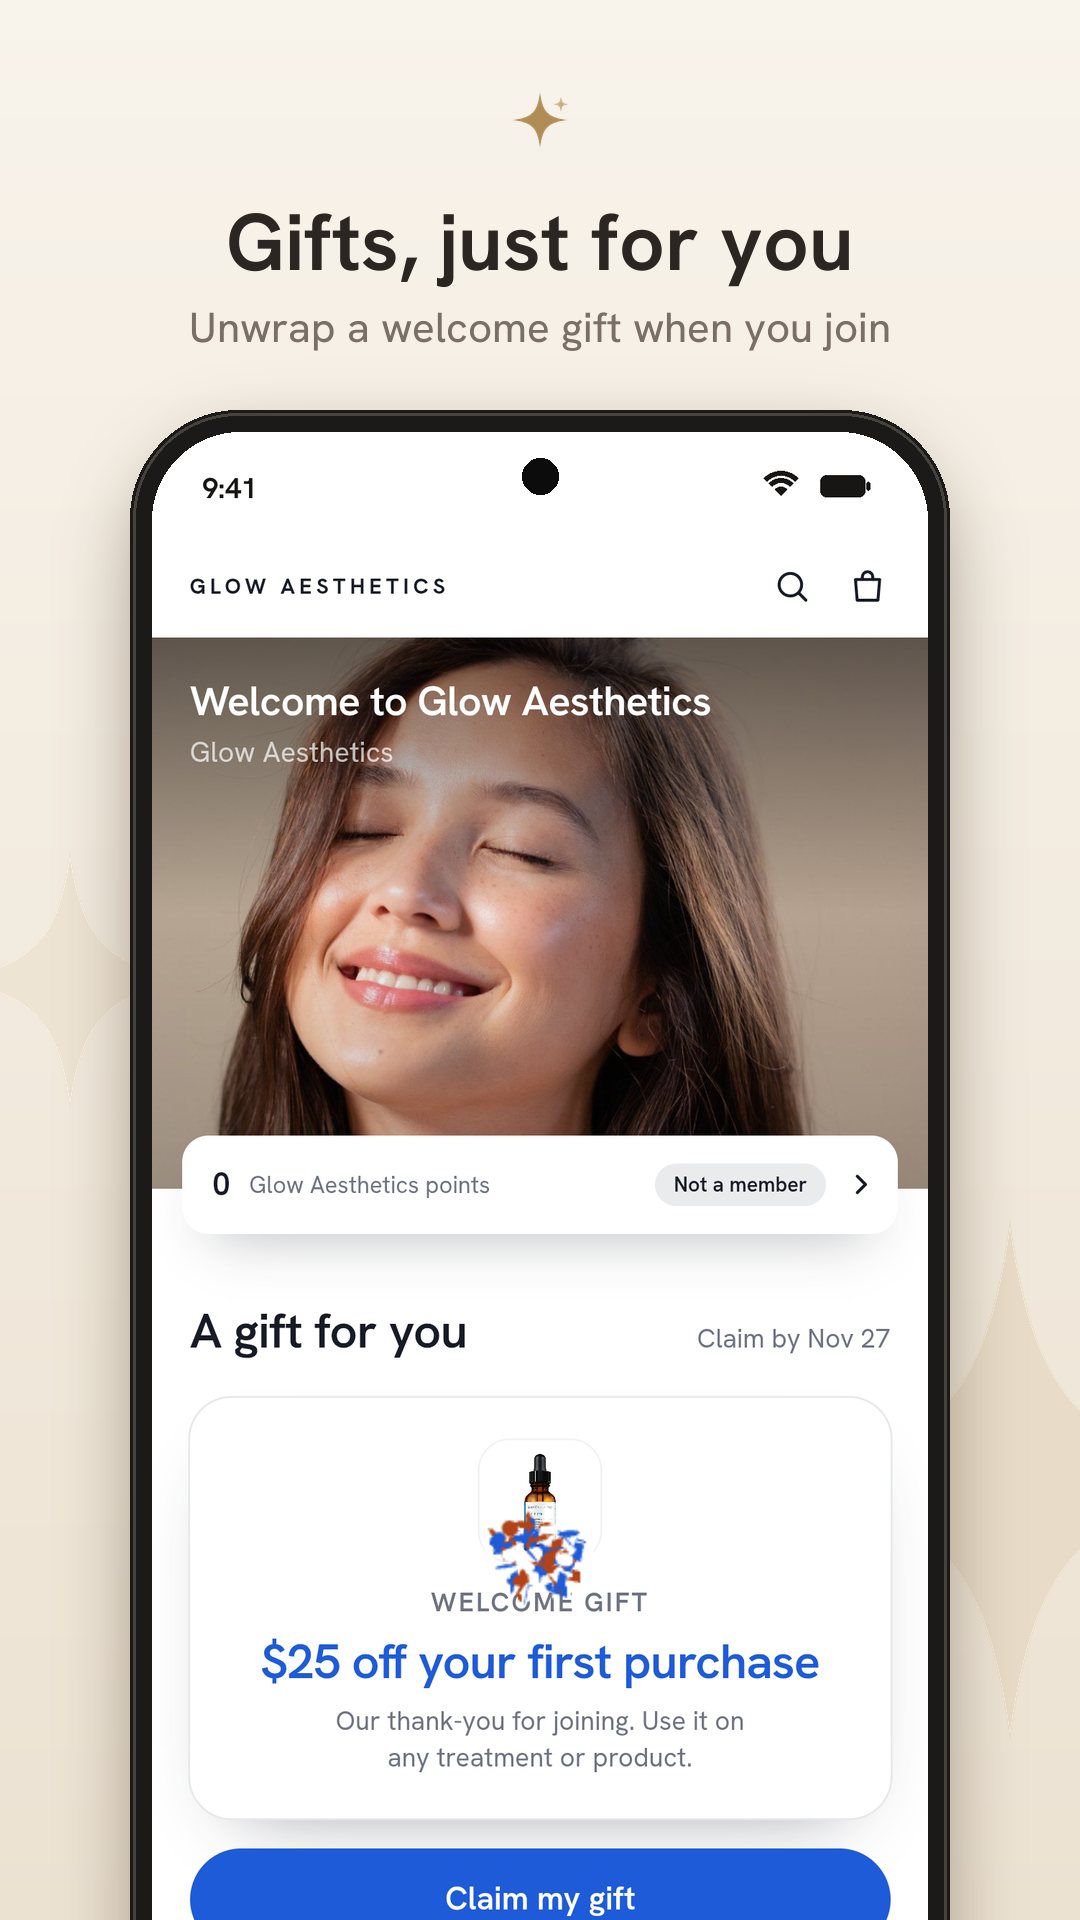 Gifts, just for you
Unwrap a welcome gift when you join
9:41
GLOW AESTHETICS
Welcome to Glow Aesthetics
Glow Aesthetics
0 Glow Aesthetics points Not a member
A gift for you Claim by Nov 27
WELCOME GIFT
$25 off your first purchase
Our thank-you for joining. Use it on
any treatment or product.
Claim my gift